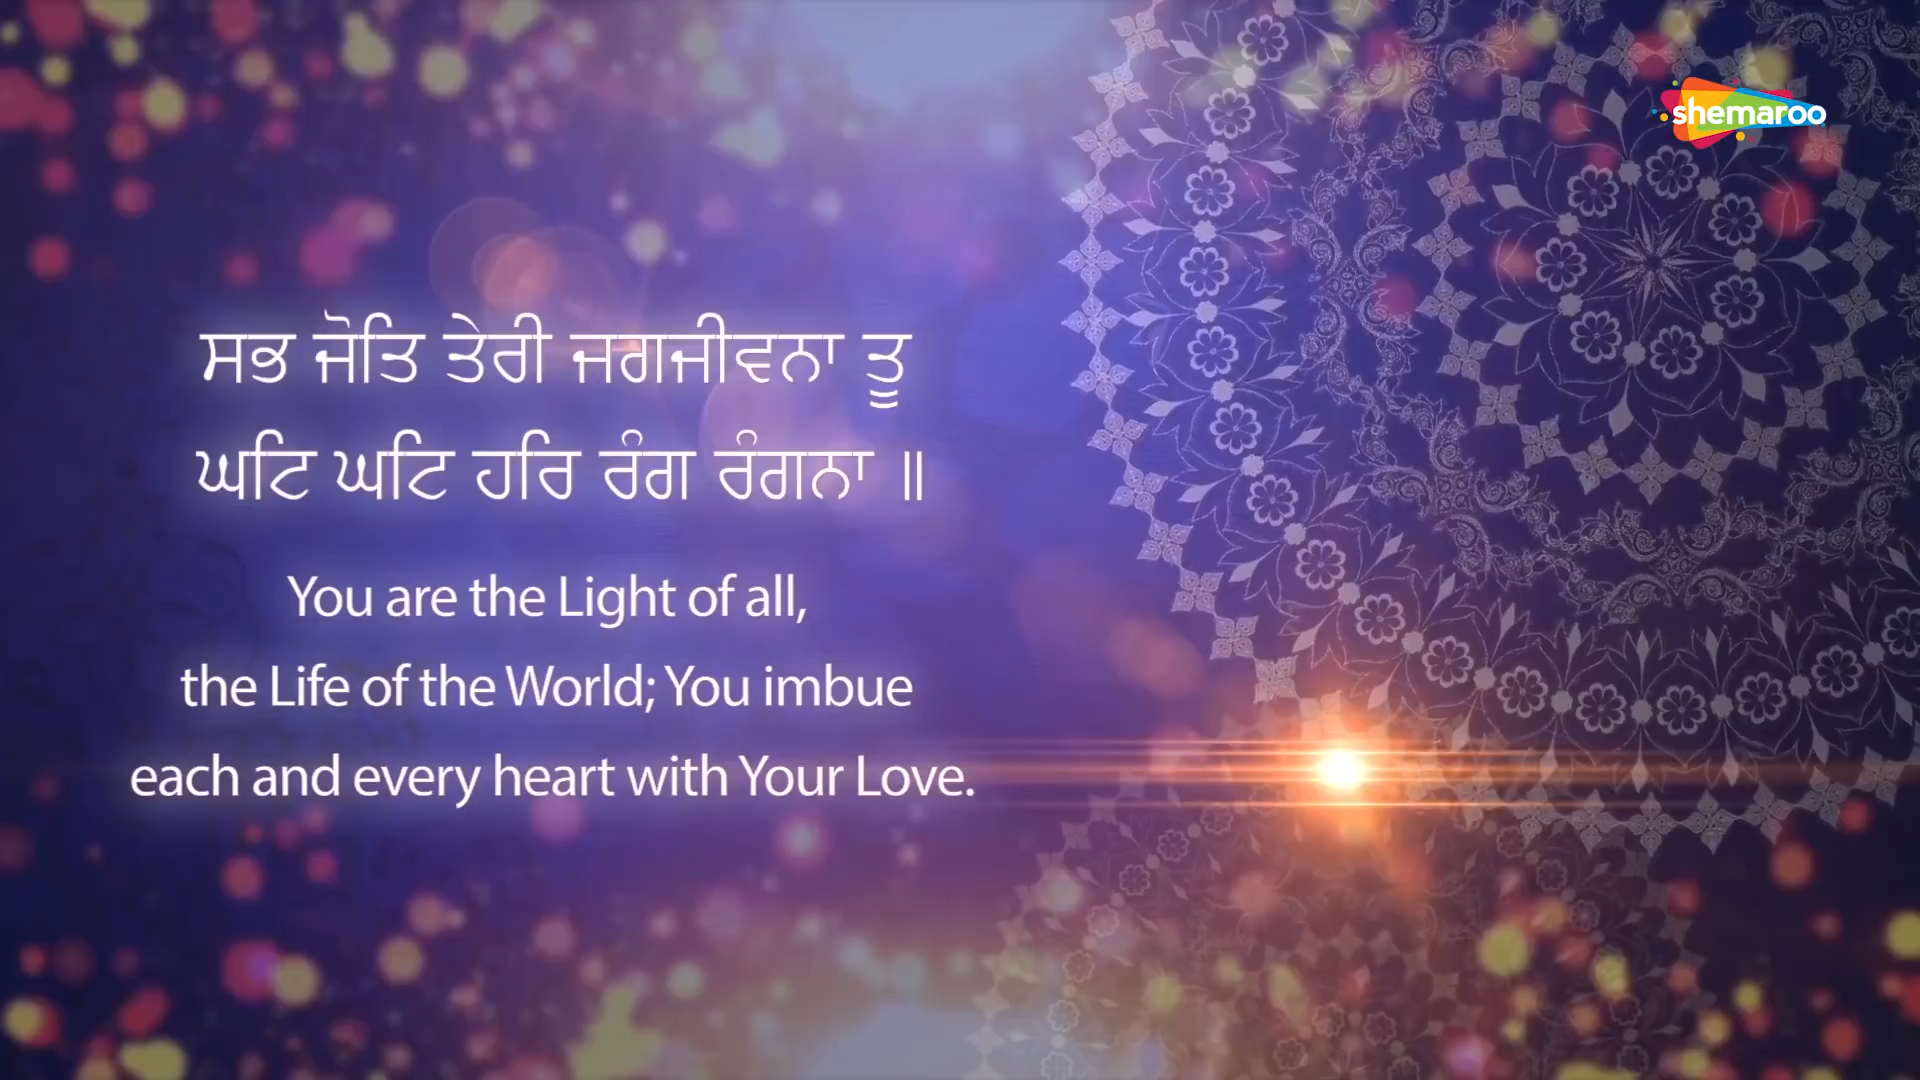 shemaroo
ਸਭ ਜੋਤਿ ਤੇਰੀ ਜਗਜੀਵਨਾ ਤੂ
ਘਟਿ ਘਟਿ ਹਰਿ ਰੰਗ ਰੰਗਨਾ ॥
You are the Light of all,
the Life of the World; You imbue
each and every heart with Your Love.